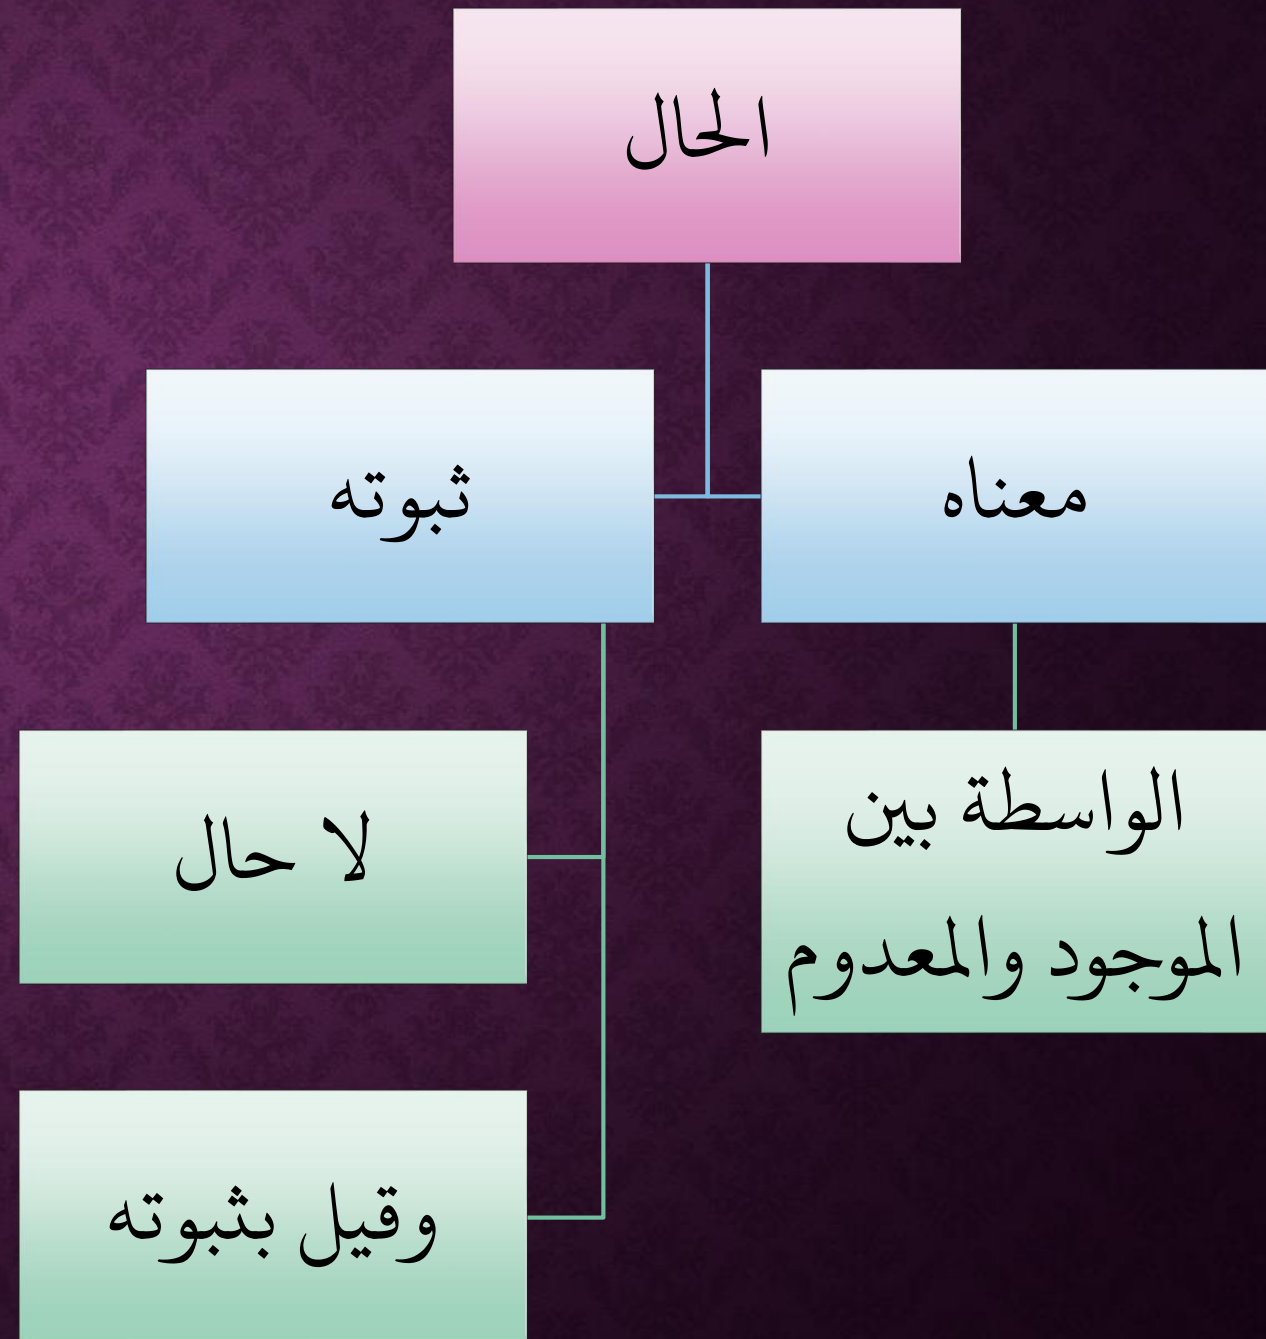 الحال
معناه
ثبوته
الواسطة بين
الموجود والمعدوم
لا حال
وقيل بثبوته